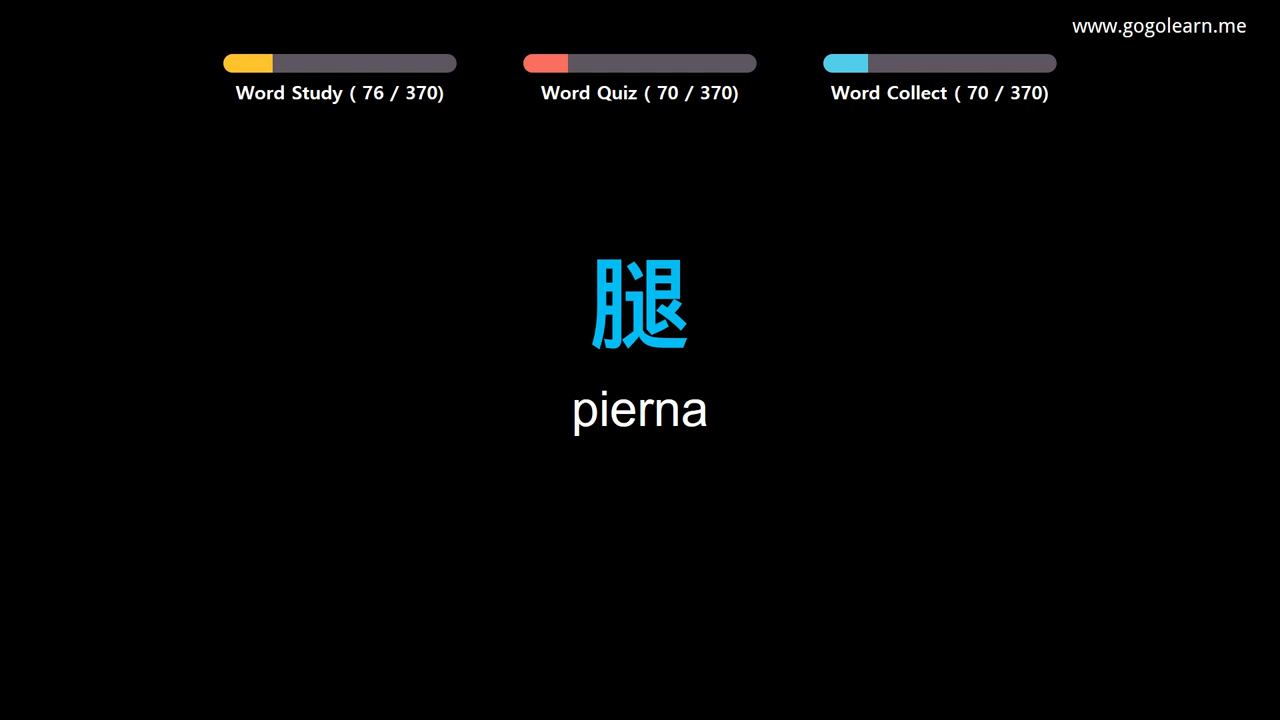 www.gogolearn.me
Word Study ( 76 / 370)
Word Quiz ( 70 / 370)
Word Collect ( 70 / 370)
腿
pierna